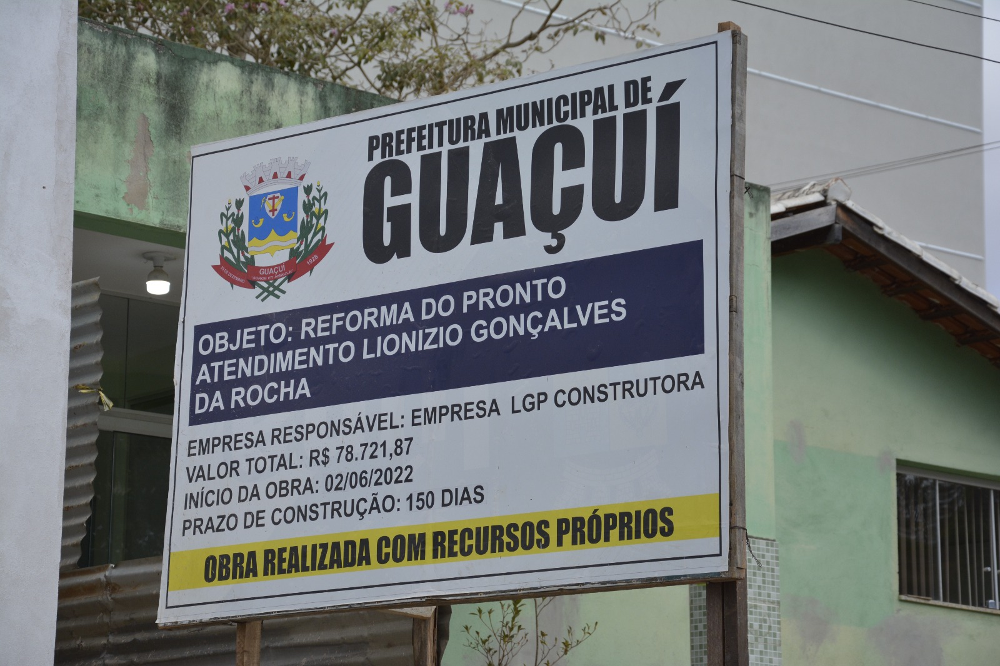 PREFEITURA MUNICIPAL DE
GUAÇUÍ
25 DE DEZEMBRO
GUAÇUÍ
"SURGE ET AMBULA"
1928
OBJETO: REFORMA DO PRONTO
ATENDIMENTO LIONIZIO GONÇALVES
DA ROCHA
EMPRESA RESPONSÁVEL: EMPRESA LGP CONSTRUTORA
VALOR TOTAL: R$ 78.721,87
INÍCIO DA OBRA: 02/06/2022
PRAZO DE CONSTRUÇÃO: 150 DIAS
OBRA REALIZADA COM RECURSOS PRÓPRIOS